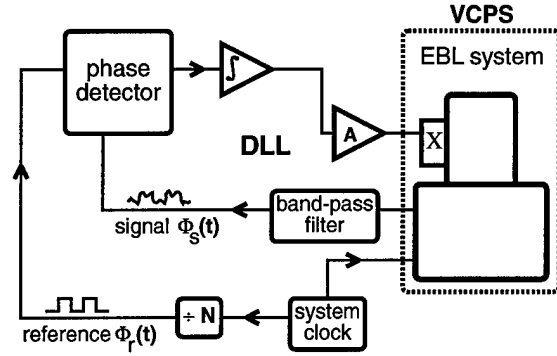 VCPS
EBL system
phase
detector
∫
A
X
DLL
band-pass
filter
signal Φs(t)
÷ N
system
clock
reference Φr(t)